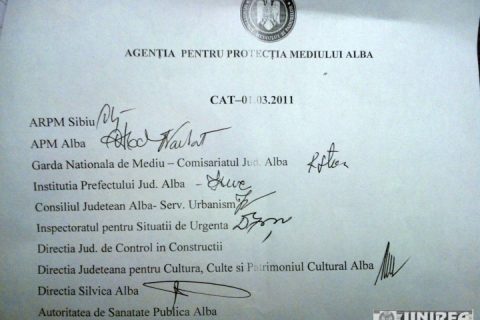 AGENȚIA PENTRU PROTECȚIA MEDIULUI ALBA
CAT–01.03.2011
ARPM Sibiu
APM Alba
Garda Nationala de Mediu – Comisariatul Jud. Alba
Institutia Prefectului Jud. Alba -
Consiliul Judetean Alba- Serv. Urbanism
Inspectoratul pentru Situatii de Urgenta
Directia Jud. de Control in Constructii
Directia Judeteana pentru Cultura, Culte si Patrimoniul Cultural Alba
Directia Silvica Alba
Autoritatea de Sanatate Publica Alba
UNIREA